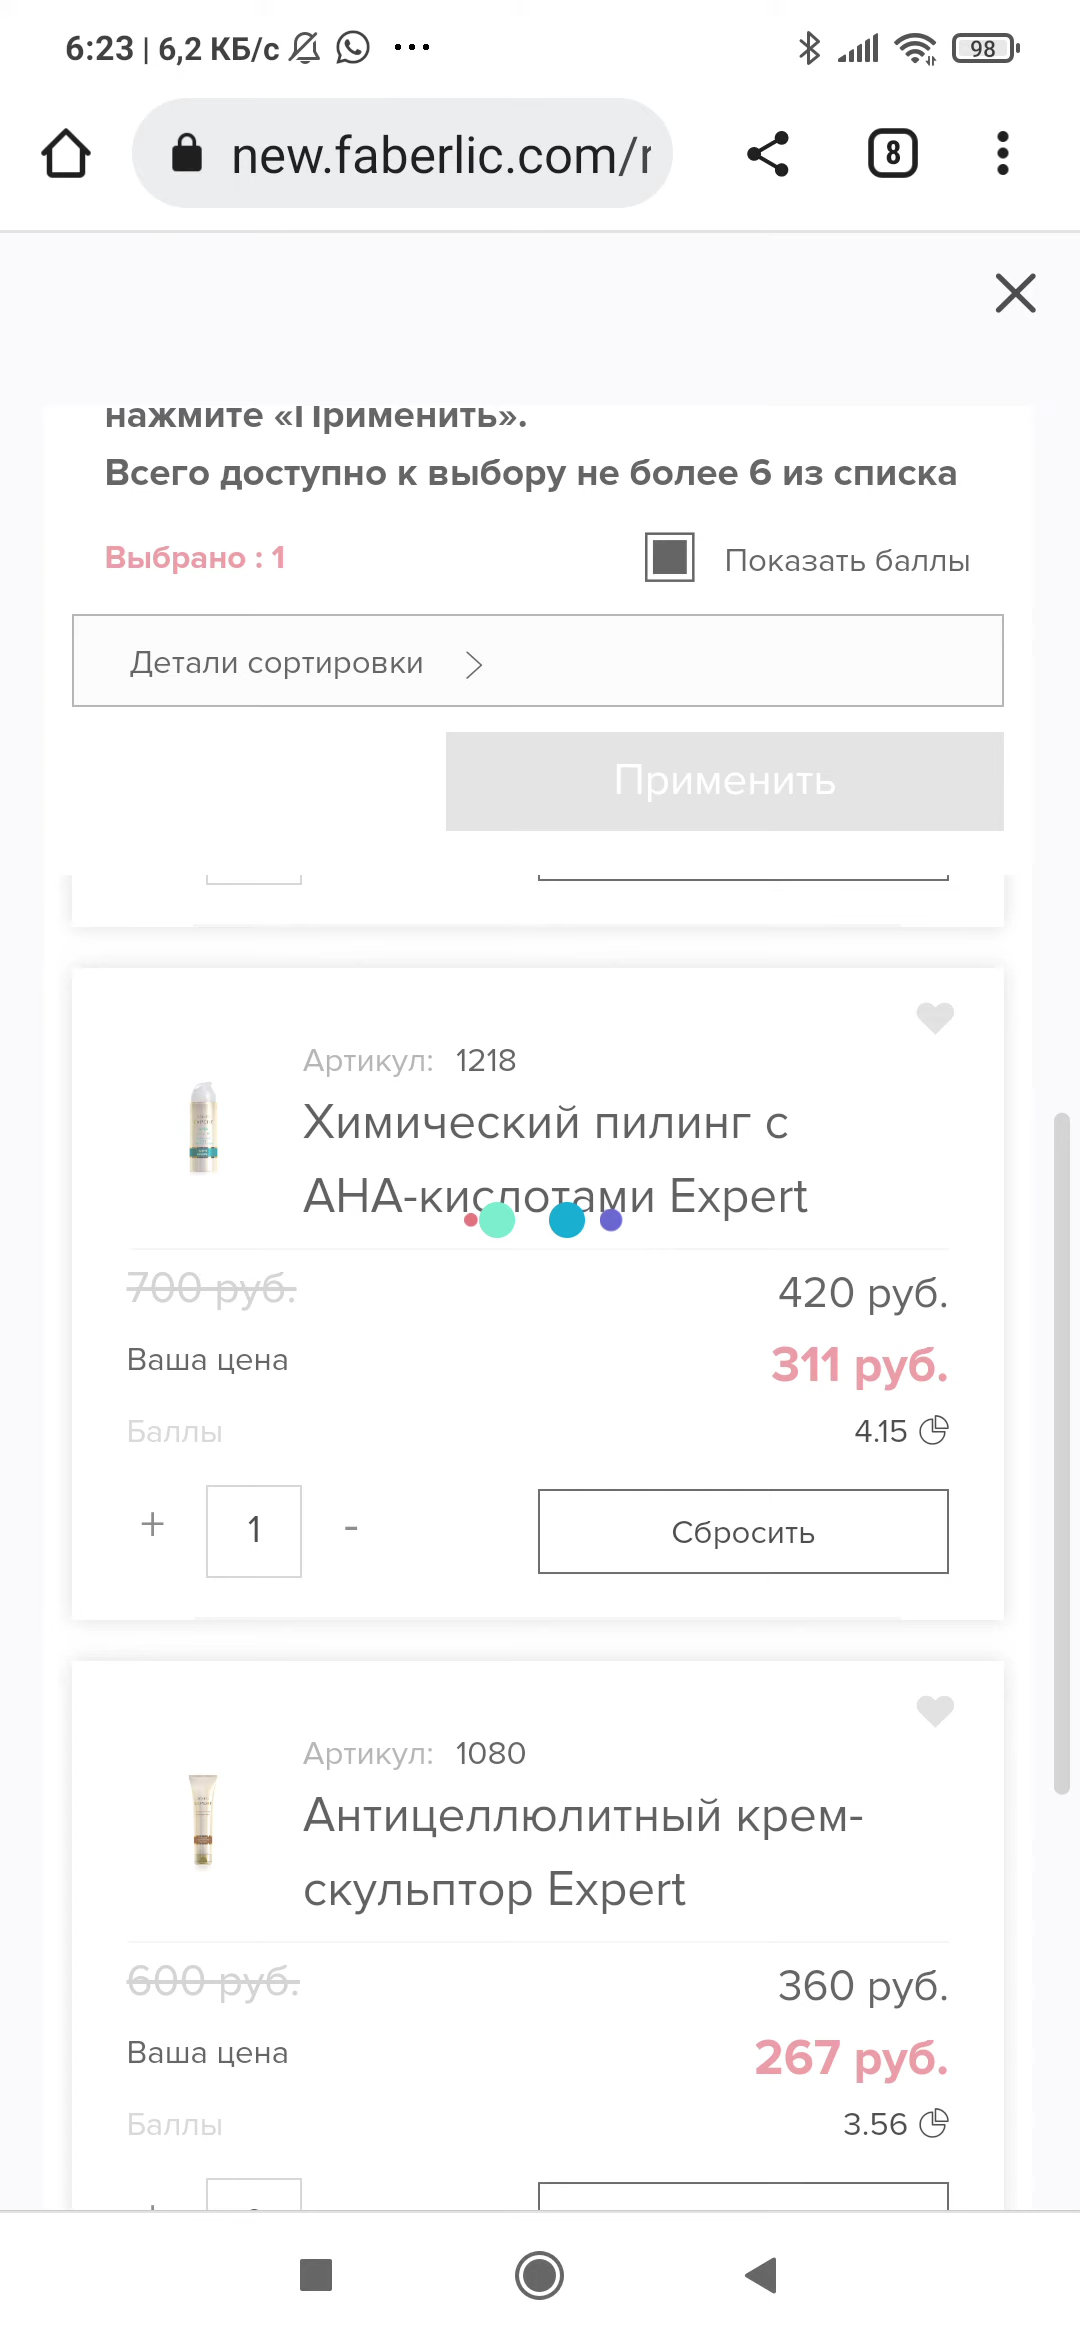 6:23 | 6,2 КБ/с
98
new.faberlic.com/r
8
нажмите «Применить».
Всего доступно к выбору не более 6 из списка
Выбрано : 1
Показать баллы
Детали сортировки
Применить
Артикул: 1218
Химический пилинг с
АНА-кислотами Expert
700 руб.
420 руб.
Ваша цена
311 руб.
Баллы
4.15
+ 1 -
Сбросить
Артикул: 1080
Антицеллюлитный крем-
скульптор Expert
600 руб.
360 руб.
Ваша цена
267 руб.
Баллы
3.56